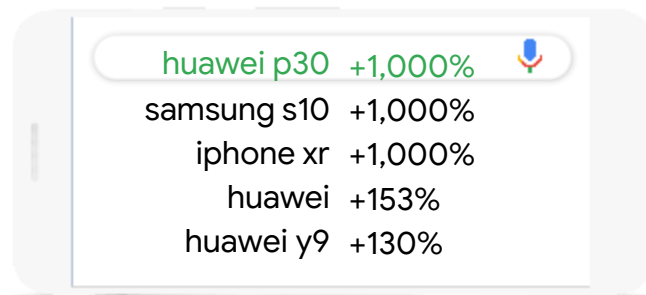 huawei p30 +1,000%
samsung s10 +1,000%
iphone xr +1,000%
huawei +153%
huawei y9 +130%